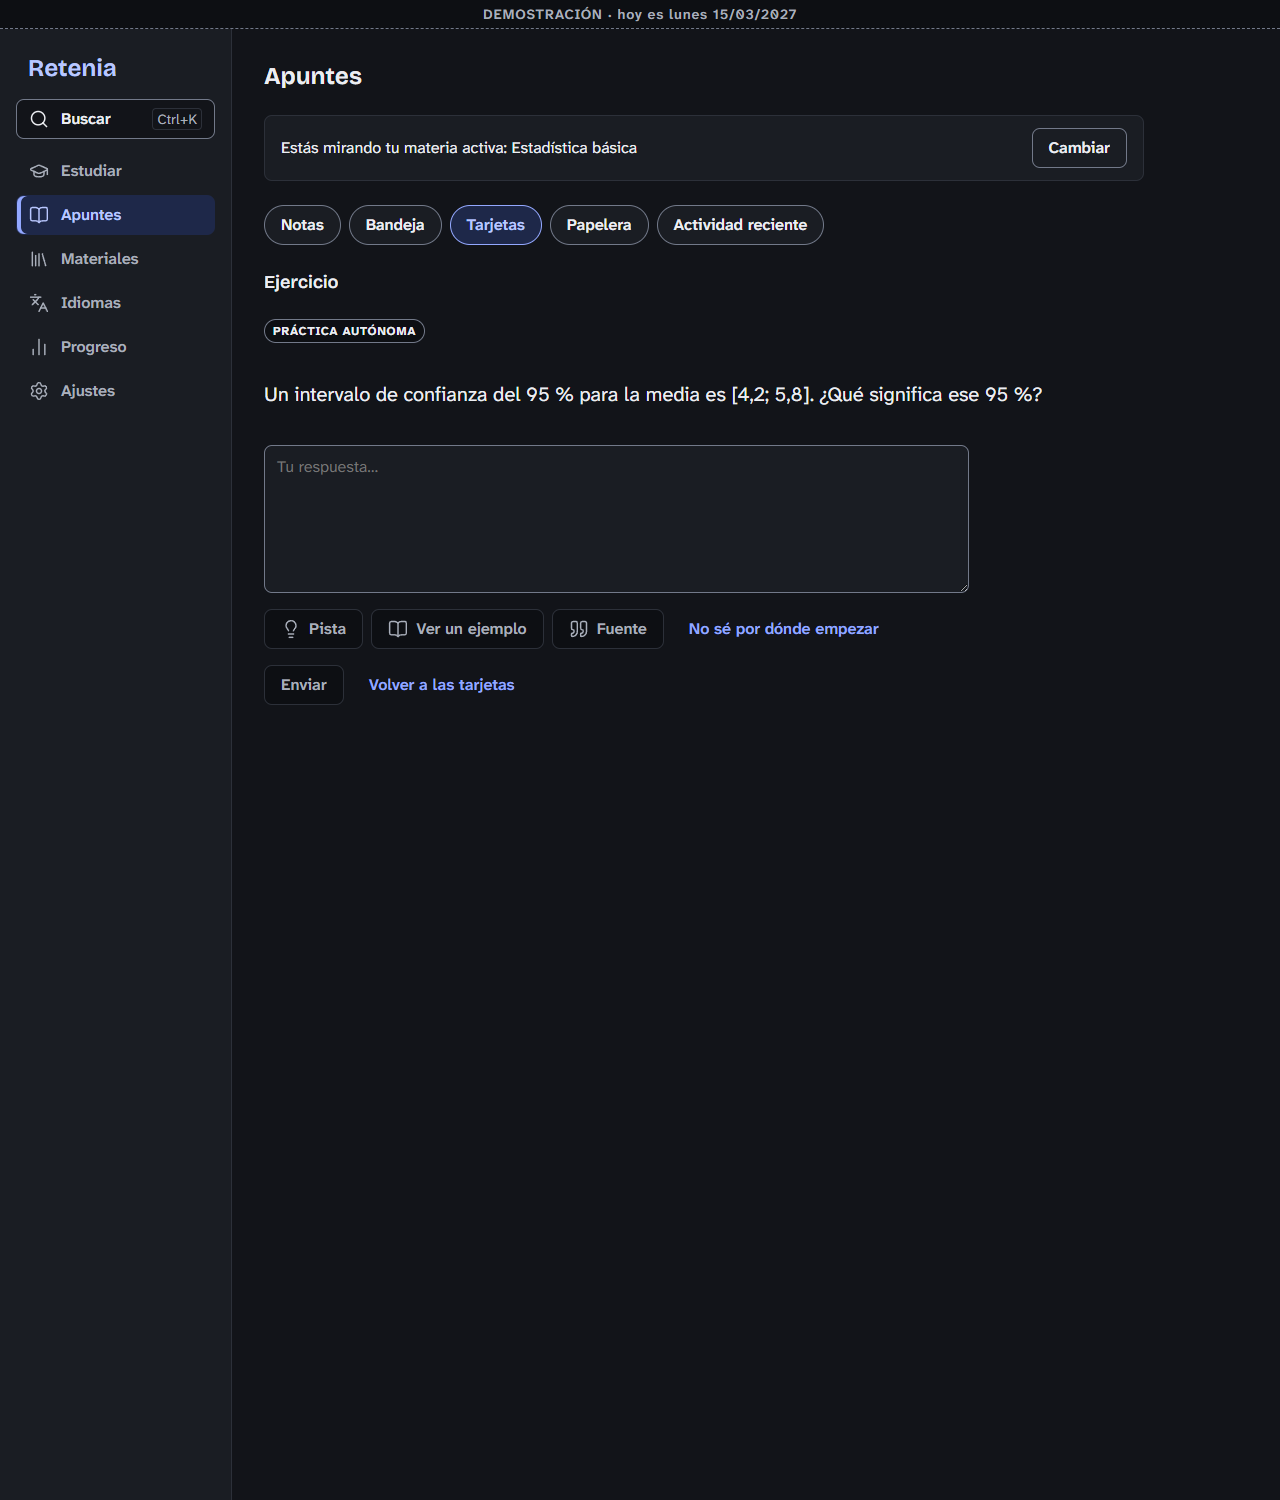 DEMOSTRACIÓN · hoy es lunes 15/03/2027
Retenia
Buscar Ctrl+K
Estudiar
Apuntes
Materiales
Idiomas
Progreso
Ajustes
Apuntes
Estás mirando tu materia activa: Estadística básica
Cambiar
Notas Bandeja Tarjetas Papelera Actividad reciente
Ejercicio
PRÁCTICA AUTÓNOMA
Un intervalo de confianza del 95 % para la media es [4,2; 5,8]. ¿Qué significa ese 95 %?
Tu respuesta...
Pista Ver un ejemplo Fuente No sé por dónde empezar
Enviar Volver a las tarjetas